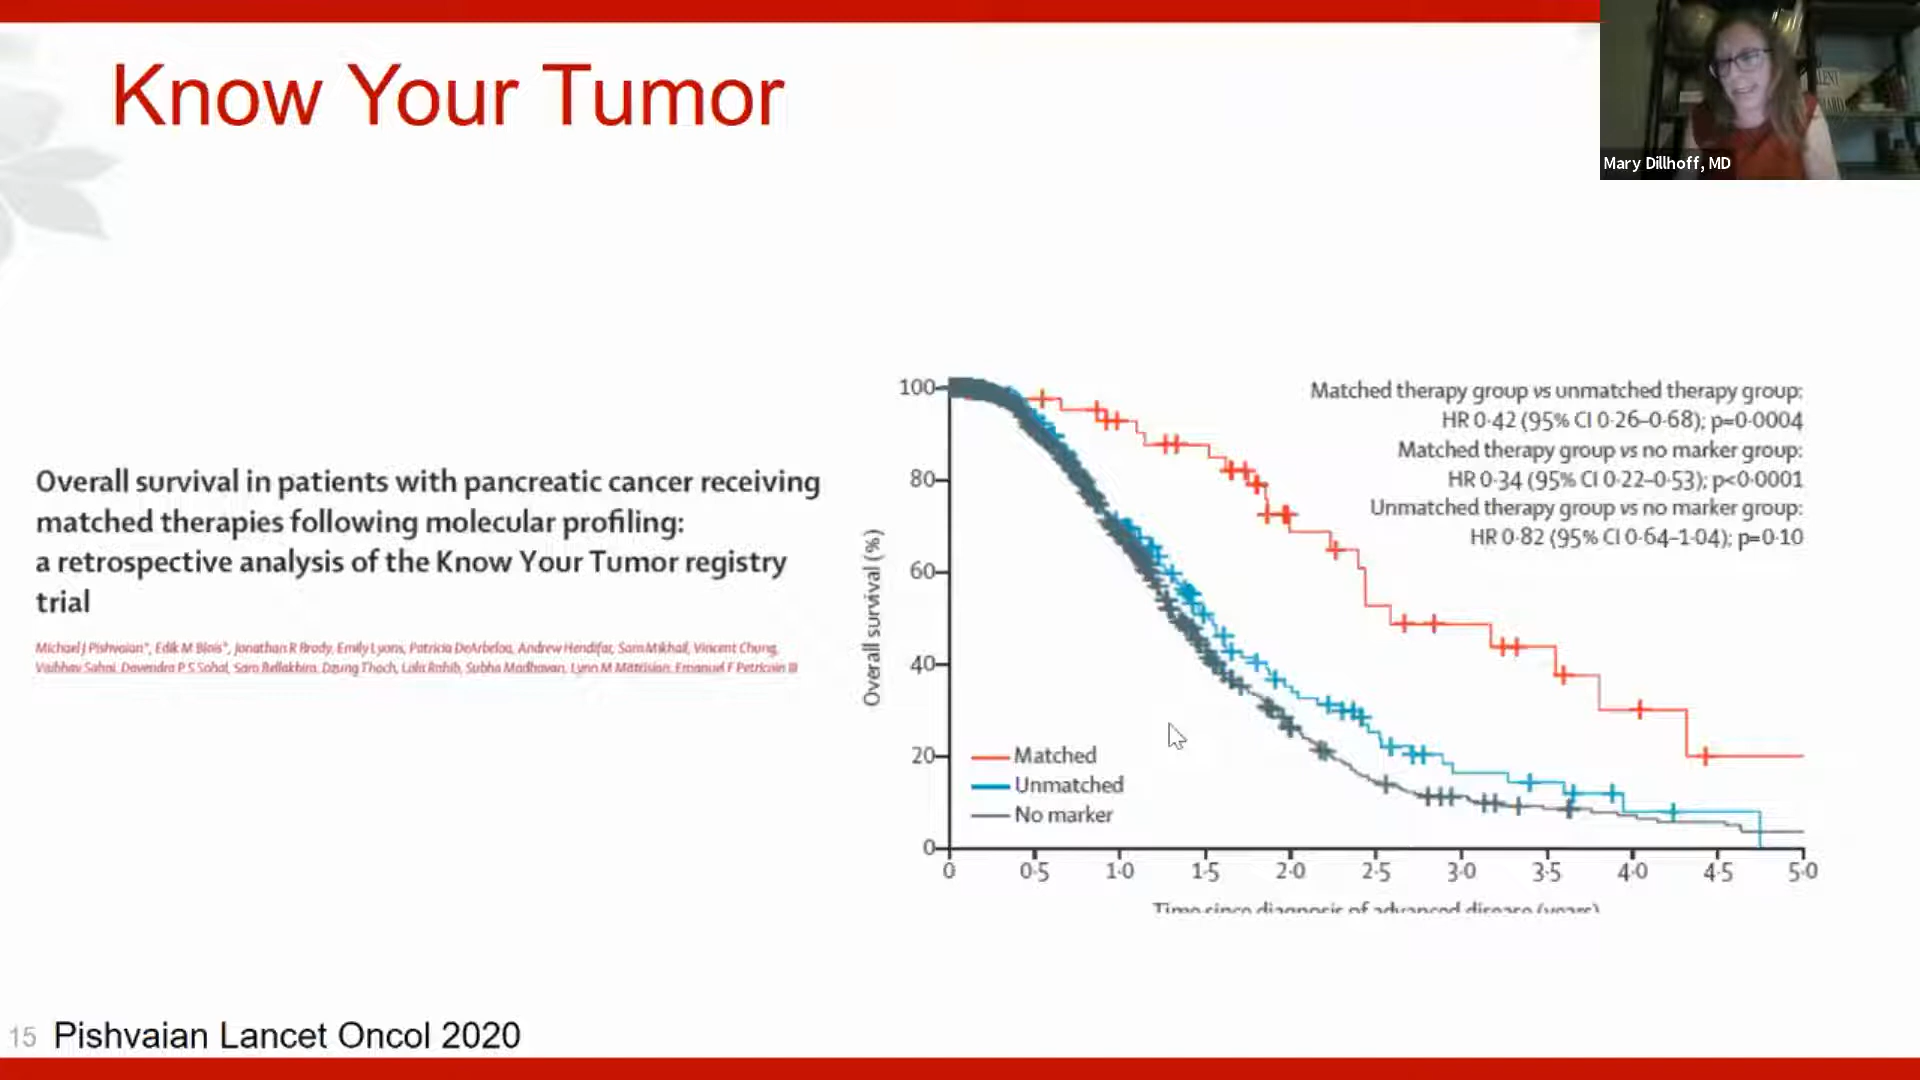 Know Your Tumor
Mary Dillhoff, MD
Overall survival in patients with pancreatic cancer receiving
matched therapies following molecular profiling:
a retrospective analysis of the Know Your Tumor registry
trial
Michael J Pishvaian*, Edik M Blais*, Jonathan R Brody, Emily Lyons, Patricia DeArbeloa, Andrew Hendifar, Sam Mikhail, Vincent Chung,
Vaibhav Sahai, Davendra P S Sohal, Sara Bellakbira, Dzung Thach, Lola Rahib, Subha Madhavan, Lynn M Matrisian, Emanuel F Petricoin III
Matched therapy group vs unmatched therapy group:
HR 0·42 (95% CI 0·26–0·68); p=0·0004
Matched therapy group vs no marker group:
HR 0·34 (95% CI 0·22–0·53); p<0·0001
Unmatched therapy group vs no marker group:
HR 0·82 (95% CI 0·64–1·04); p=0·10
Overall survival (%)
100
80
60
40
20
0
Matched
Unmatched
No marker
0 0·5 1·0 1·5 2·0 2·5 3·0 3·5 4·0 4·5 5·0
Time since diagnosis of advanced disease (years)
15 Pishvaian Lancet Oncol 2020